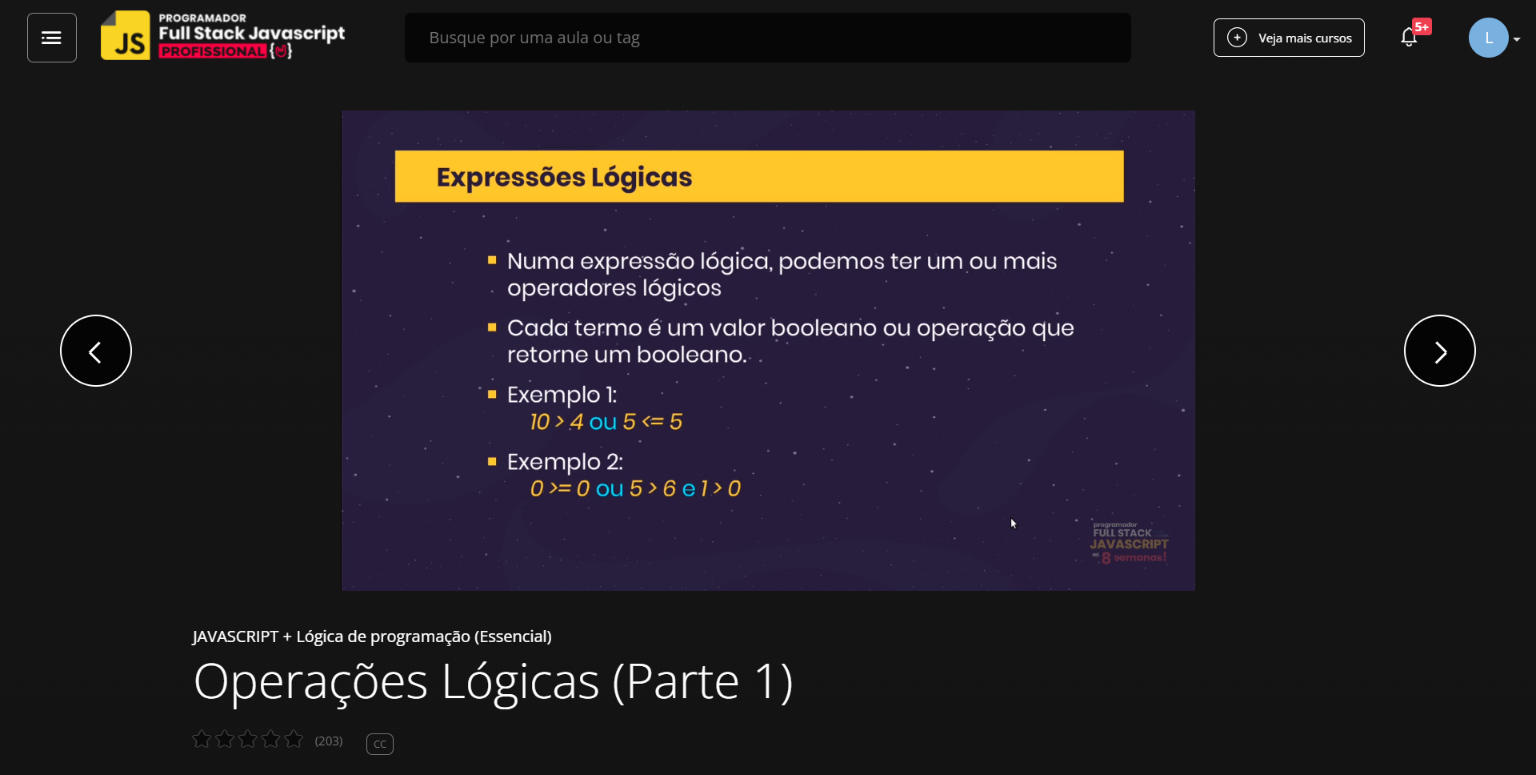 PROGRAMADOR
Full Stack Javascript
PROFISSIONAL
JS
Busque por uma aula ou tag
Veja mais cursos
5+
L
Expressões Lógicas
Numa expressão lógica, podemos ter um ou mais
operadores lógicos
Cada termo é um valor booleano ou operação que
retorne um booleano.
Exemplo 1:
10 > 4 ou 5 <= 5
Exemplo 2:
0 >= 0 ou 5 > 6 e 1 > 0
programador
FULL STACK
JAVASCRIPT
8 semanas!
JAVASCRIPT + Lógica de programação (Essencial)
Operações Lógicas (Parte 1)
(203)
CC